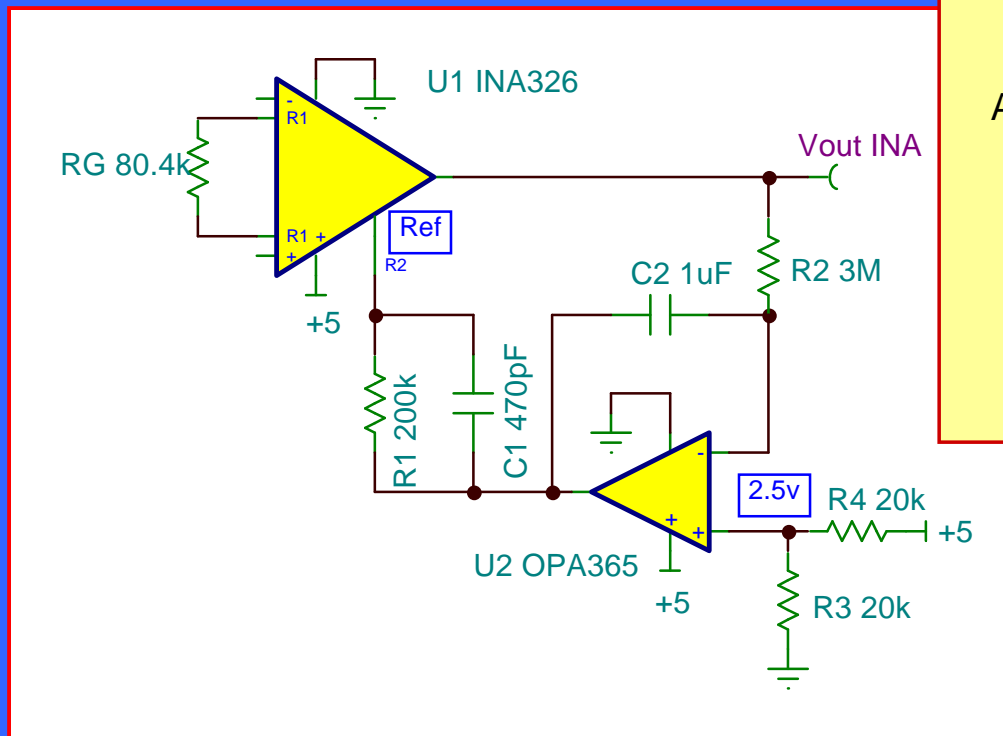 U1 INA326
-
R1
RG 80.4k
R1 +
+
Ref
R2
+5
Vout INA
R2 3M
C2 1uF
R1 200k
C1 470pF
-
2.5v
+
+
R4 20k
+5
U2 OPA365
+5
R3 20k
A